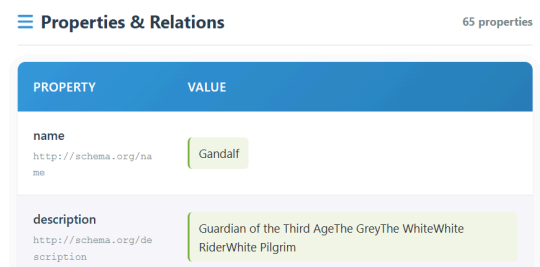 Properties & Relations
65 properties
PROPERTY VALUE
name
http://schema.org/na
me
Gandalf
description
http://schema.org/de
scription
Guardian of the Third AgeThe GreyThe WhiteWhite
RiderWhite Pilgrim